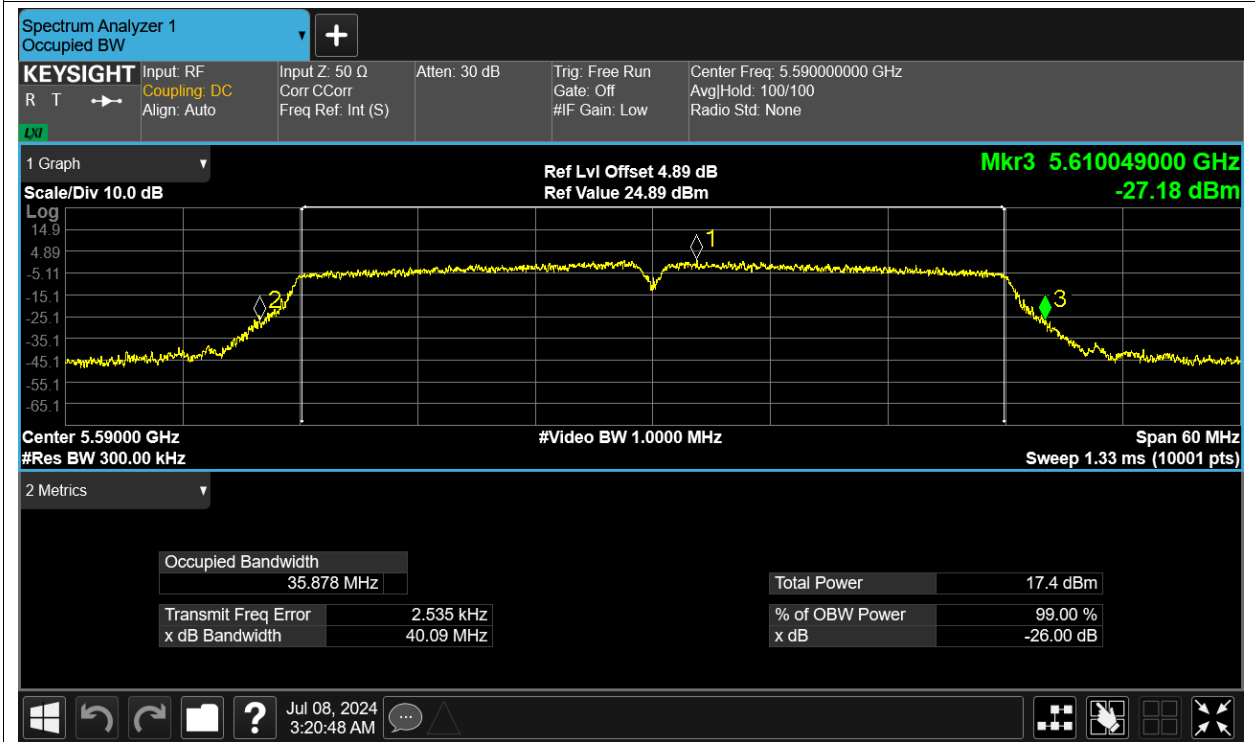 Spectrum Analyzer 1
Occupied BW
KEYSIGHT
R T
LXI
Input: RF
Coupling: DC
Align: Auto
Input Z: 50 Ω
Corr CCorr
Freq Ref: Int (S)
Atten: 30 dB
Trig: Free Run
Gate: Off
#IF Gain: Low
Center Freq: 5.590000000 GHz
Avg|Hold: 100/100
Radio Std: None
1 Graph
Scale/Div 10.0 dB
Ref Lvl Offset 4.89 dB
Ref Value 24.89 dBm
Mkr3 5.610049000 GHz
-27.18 dBm
Log
14.9
4.89
-5.11
-15.1
-25.1
-35.1
-45.1
-55.1
-65.1
1
2
3
Center 5.59000 GHz
#Video BW 1.0000 MHz
Span 60 MHz
#Res BW 300.00 kHz
Sweep 1.33 ms (10001 pts)
2 Metrics
Occupied Bandwidth
35.878 MHz
Transmit Freq Error 2.535 kHz
x dB Bandwidth 40.09 MHz
Total Power 17.4 dBm
% of OBW Power 99.00 %
x dB -26.00 dB
?
Jul 08, 2024
3:20:48 AM